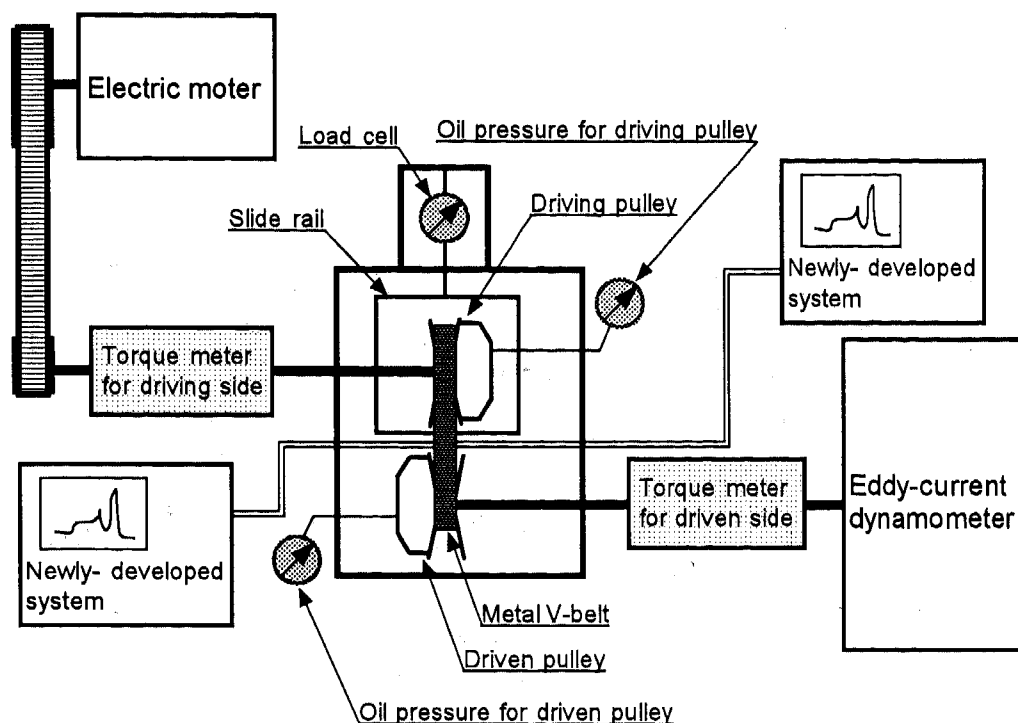 Electric moter
Load cell
Oil pressure for driving pulley
Slide rail
Driving pulley
Newly- developed
system
Torque meter
for driving side
Newly- developed
system
Torque meter
for driven side
Eddy-current
dynamometer
Metal V-belt
Driven pulley
Oil pressure for driven pulley